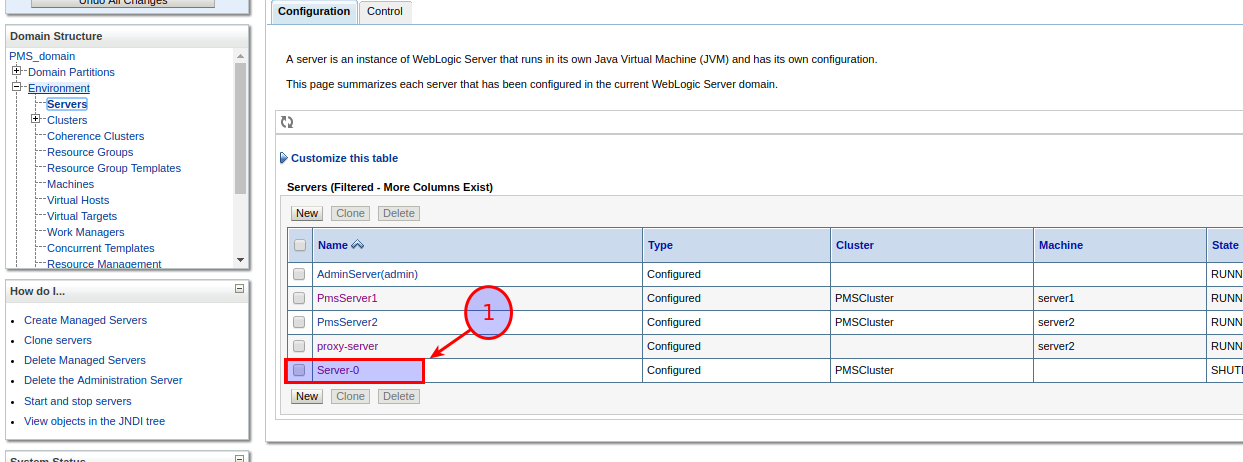 Undo All Changes
Configuration Control
Domain Structure
PMS_domain
Domain Partitions
Environment
Servers
Clusters
Coherence Clusters
Resource Groups
Resource Group Templates
Machines
Virtual Hosts
Virtual Targets
Work Managers
Concurrent Templates
Resource Management
How do I...
Create Managed Servers
Clone servers
Delete Managed Servers
Delete the Administration Server
Start and stop servers
View objects in the JNDI tree
System Status
A server is an instance of WebLogic Server that runs in its own Java Virtual Machine (JVM) and has its own configuration.
This page summarizes each server that has been configured in the current WebLogic Server domain.
Customize this table
Servers (Filtered - More Columns Exist)
New Clone Delete
Name Type Cluster Machine State
AdminServer(admin) Configured RUNN
PmsServer1 Configured PMSCluster server1 RUNN
1
PmsServer2 Configured PMSCluster server2 RUNN
proxy-server Configured server2 RUNN
Server-0 Configured PMSCluster SHUT
New Clone Delete